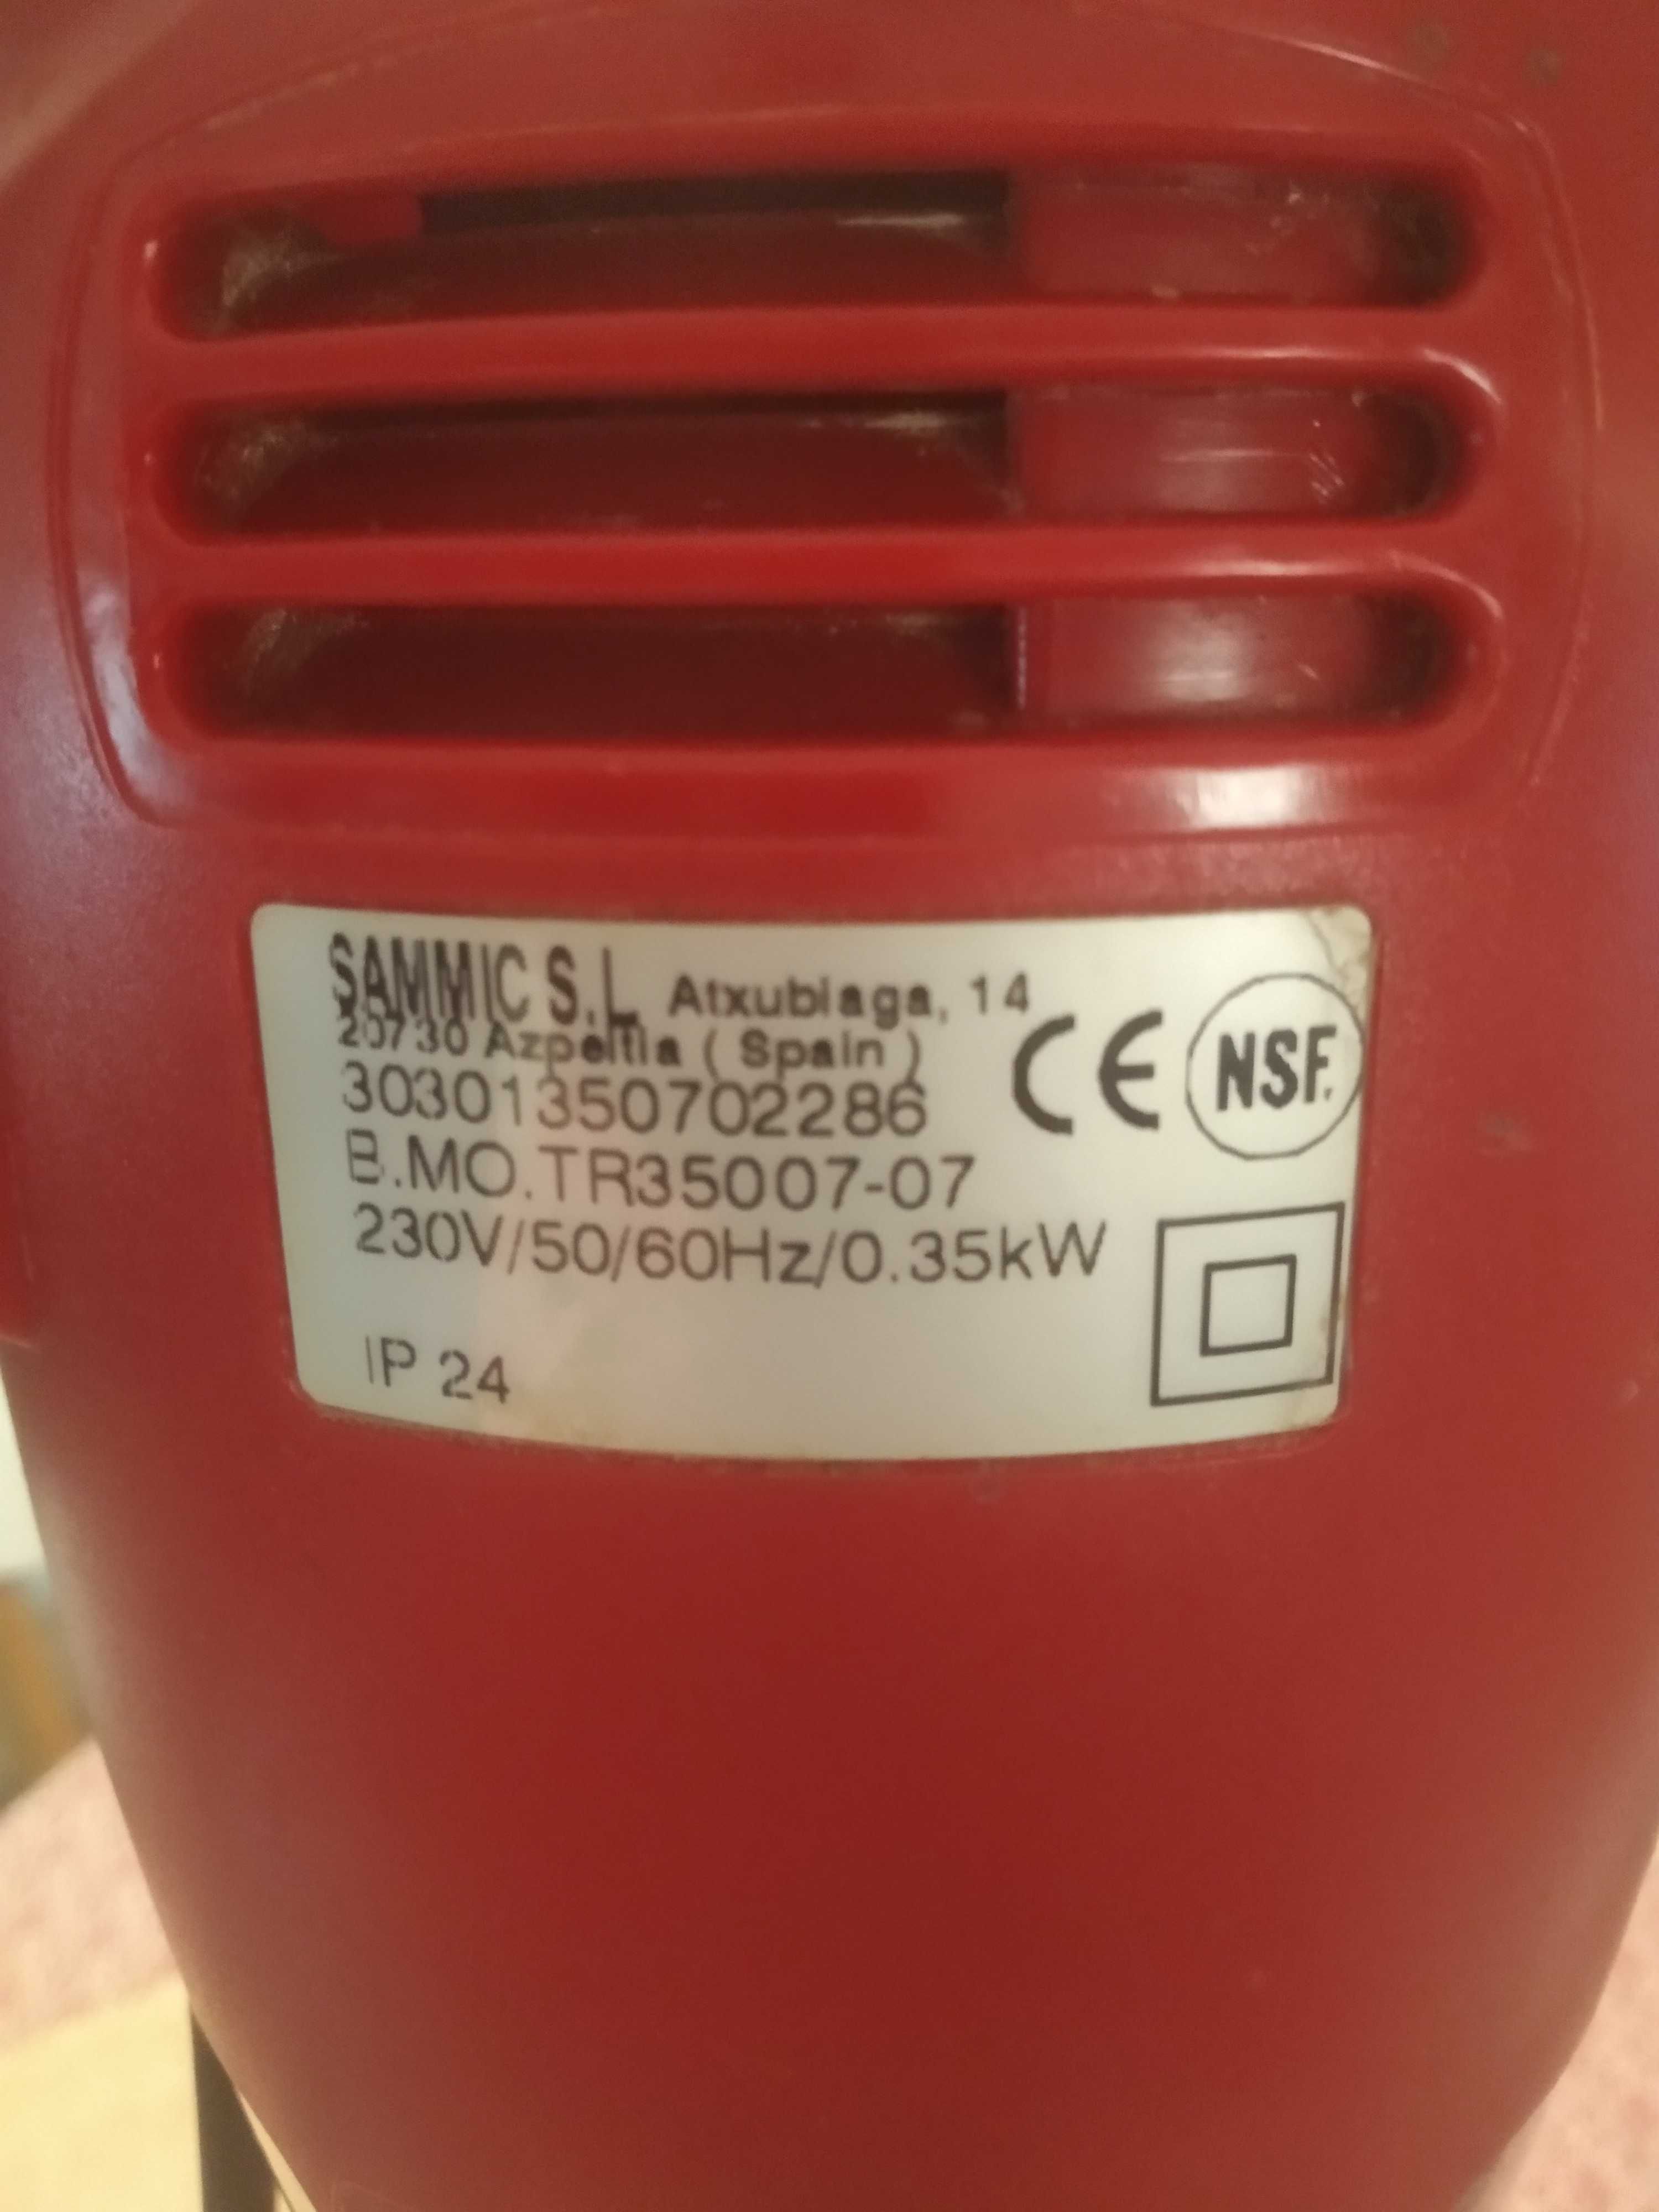 SAMMIC S.L. Atxubiaga, 14
20730 Azpeitia ( Spain )
30301350702286
B.MO.TR35007-07
230V/50/60Hz/0.35kW
IP 24
CE
NSF.